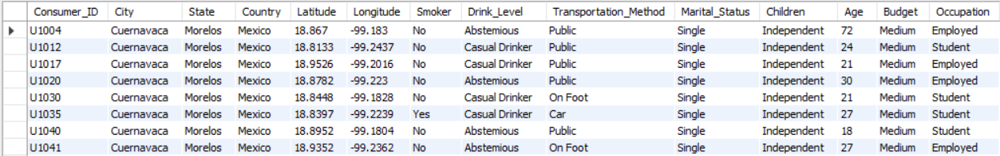 Consumer_ID City State Country Latitude Longitude Smoker Drink_Level Transportation_Method Marital_Status Children Age Budget Occupation
U1004 Cuernavaca Morelos Mexico 18.867 -99.183 No Abstemious Public Single Independent 72 Medium Employed
U1012 Cuernavaca Morelos Mexico 18.8133 -99.2437 No Casual Drinker Public Single Independent 24 Medium Student
U1017 Cuernavaca Morelos Mexico 18.9526 -99.2016 No Casual Drinker Public Single Independent 21 Medium Employed
U1020 Cuernavaca Morelos Mexico 18.8782 -99.223 No Abstemious Public Single Independent 30 Medium Employed
U1030 Cuernavaca Morelos Mexico 18.8448 -99.1828 No Casual Drinker On Foot Single Independent 21 Medium Student
U1035 Cuernavaca Morelos Mexico 18.8397 -99.2239 Yes Casual Drinker Car Single Independent 27 Medium Student
U1040 Cuernavaca Morelos Mexico 18.8952 -99.1804 No Abstemious Public Single Independent 18 Medium Student
U1041 Cuernavaca Morelos Mexico 18.9352 -99.2362 No Abstemious On Foot Single Independent 27 Medium Employed